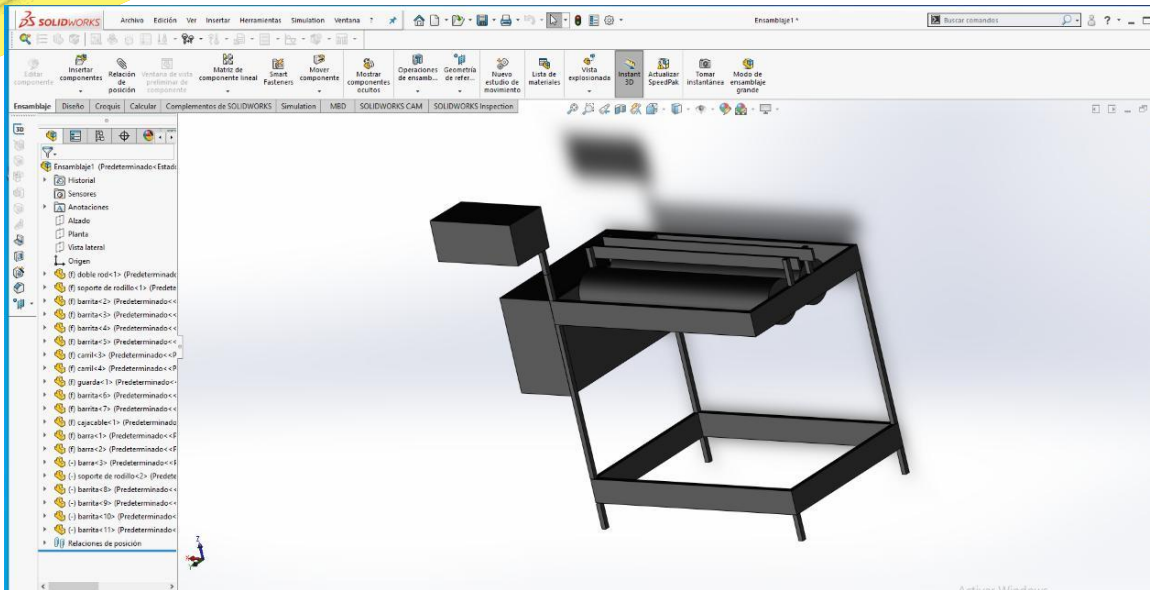 SOLIDWORKS Archivo Edición Ver Insertar Herramientas Simulation Ventana ? Ensamblaje1 * Buscar comandos ?
Editar componente
Insertar componentes
Relación de posición
Ventana de vista preliminar de componente
Matriz de componente lineal
Smart Fasteners
Mover componente
Mostrar componentes ocultos
Operaciones de ensamb...
Geometría de refer...
Nuevo estudio de movimiento
Lista de materiales
Vista explosionada
Instant 3D
Actualizar SpeedPak
Tomar instantánea
Modo de ensamblaje grande
Ensamblaje Diseño Croquis Calcular Complementos de SOLIDWORKS Simulation MBD SOLIDWORKS CAM SOLIDWORKS Inspection
Ensamblaje1 (Predeterminado<Estado
Historial
Sensores
Anotaciones
Alzado
Planta
Vista lateral
Origen
(f) doble rod<1> (Predeterminado
(f) soporte de rodillo<1> (Predete
(f) barrita<2> (Predeterminado<<
(f) barrita<3> (Predeterminado<<
(f) barrita<4> (Predeterminado<<
(f) barrita<5> (Predeterminado<<
(f) carril<3> (Predeterminado<<P
(f) carril<4> (Predeterminado<<P
(f) guarda<1> (Predeterminado<
(f) barrita<6> (Predeterminado<<
(f) barrita<7> (Predeterminado<<
(f) cajacable<1> (Predeterminado
(f) barra<1> (Predeterminado<<P
(f) barra<2> (Predeterminado<<P
(-) barra<3> (Predeterminado<<P
(-) soporte de rodillo<2> (Predete
(-) barrita<8> (Predeterminado<<
(-) barrita<9> (Predeterminado<<
(-) barrita<10> (Predeterminado<
(-) barrita<11> (Predeterminado<
Relaciones de posición
Z
Activar Windows